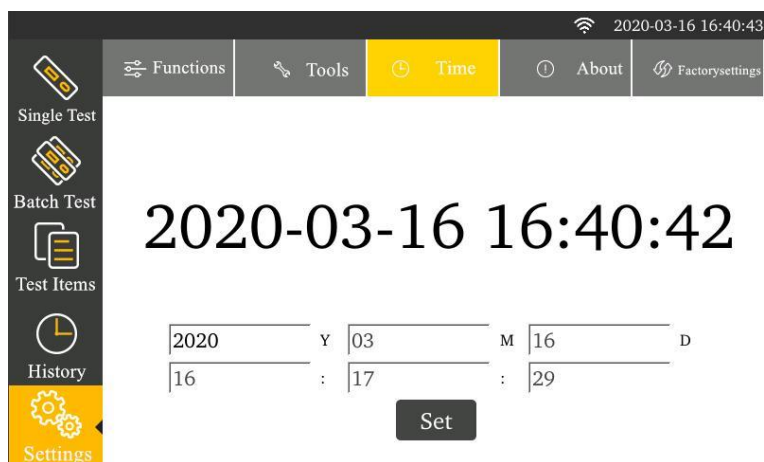 2020-03-16 16:40:43
Functions
Tools
Time
About
Factorysettings
Single Test
Batch Test
Test Items
History
Settings
2020-03-16 16:40:42
2020 Y 03 M 16 D
16 : 17 : 29
Set